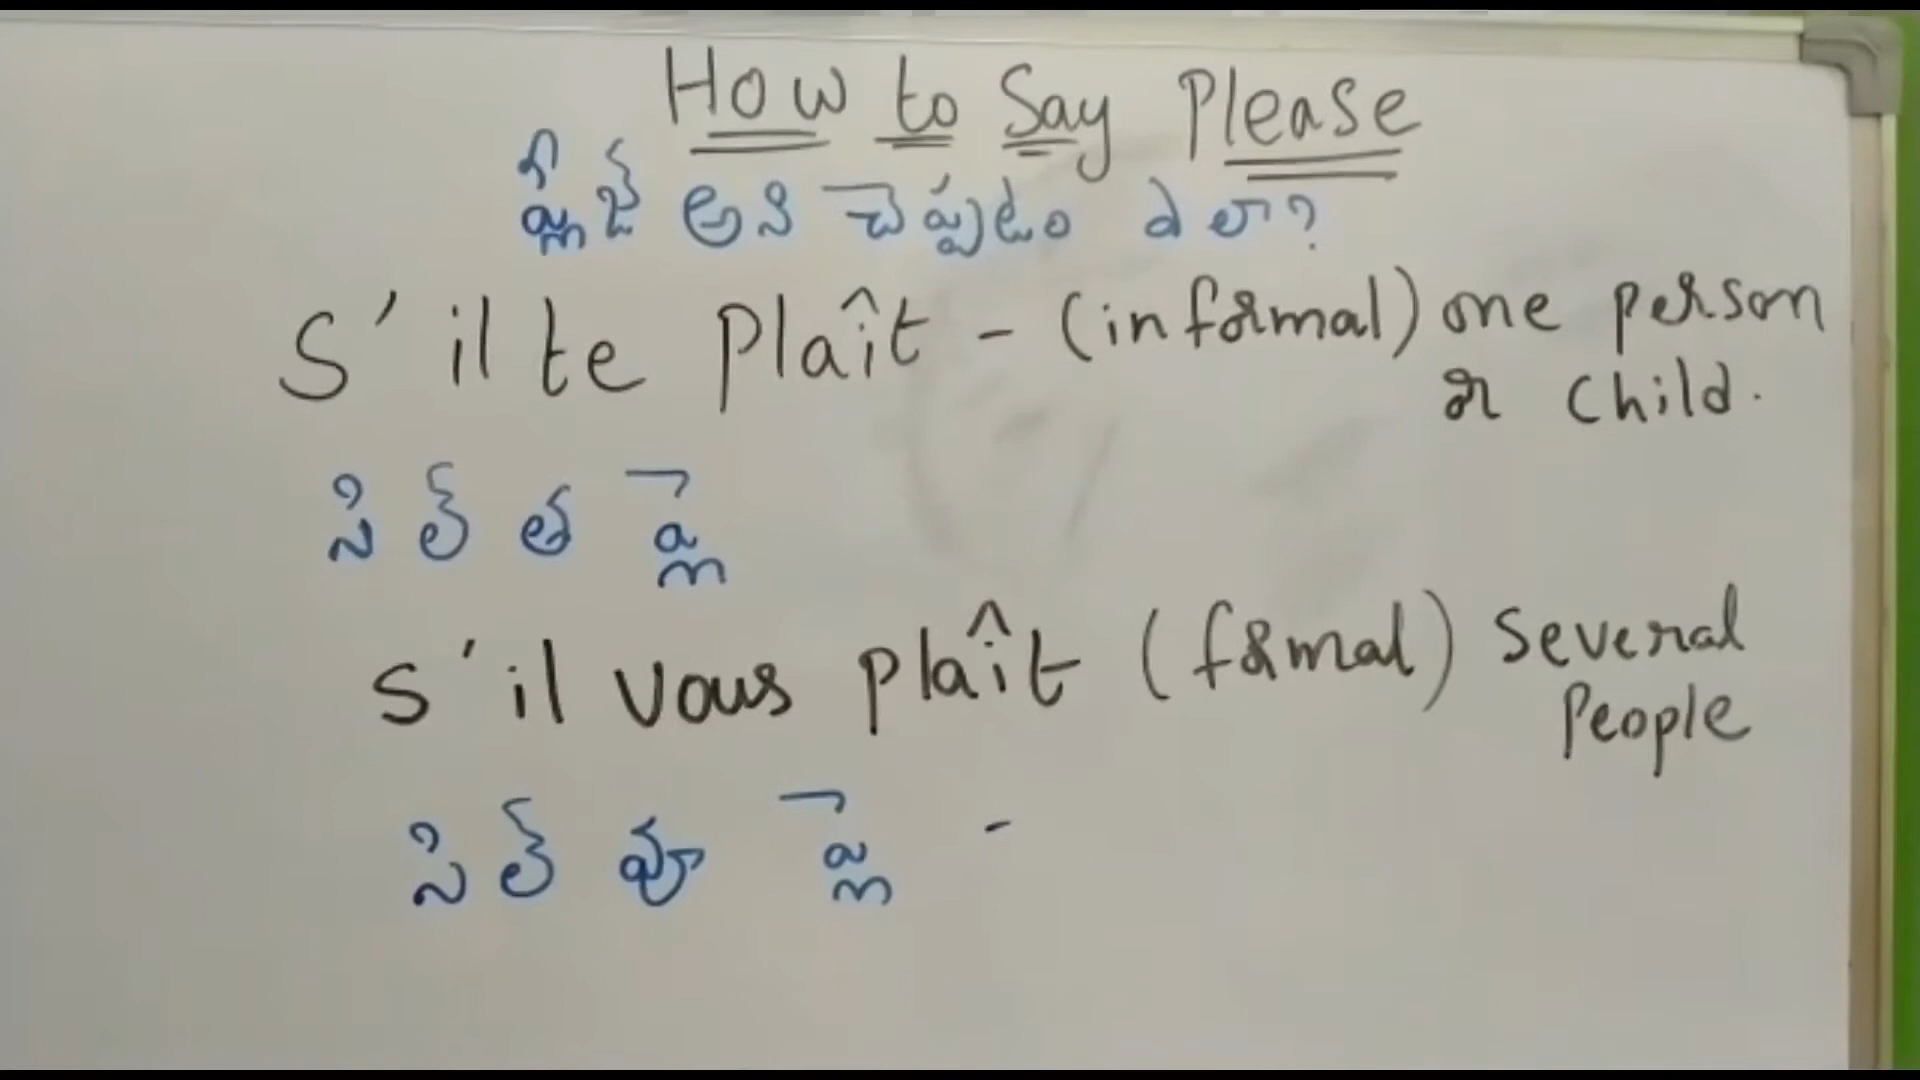 How to Say Please
ప్లీజ్ అని చెప్పుటం ఎలా?
S'il te plaît - (informal) one person
or child.
సిల్ త ప్లె
s'il vous plaît (formal) several
People
సిల్ వూ ప్లె -